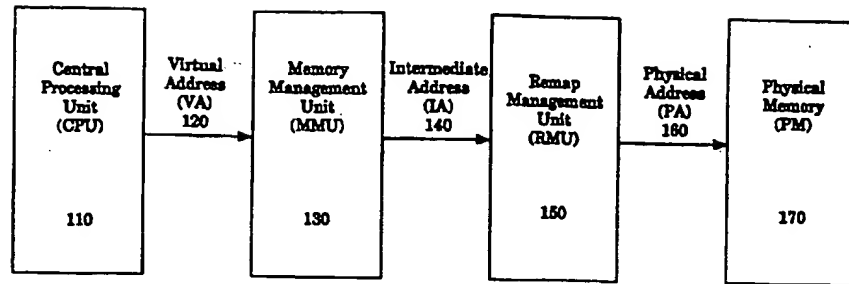 Central
Processing
Unit
(CPU)
110
Virtual
Address
(VA)
120
Memory
Management
Unit
(MMU)
130
Intermediate
Address
(IA)
140
Remap
Management
Unit
(RMU)
150
Physical
Address
(PA)
160
Physical
Memory
(PM)
170